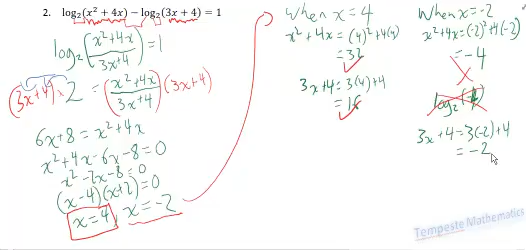 2. log₂(x² + 4x) − log₂(3x + 4) = 1
log₂((x²+4x)/(3x+4)) = 1
(3x+4) × 2 = ((x²+4x)/(3x+4)) (3x+4)
6x+8 = x²+4x
x²+4x-6x-8=0
x²-2x-8=0
(x-4)(x+2)=0
x=4, x=-2
When x=4
x²+4x=(4)²+4(4)
=32
3x+4=3(4)+4
=16
When x=-2
x²+4x=(-2)²+4(-2)
=-4
log₂(-4)
3x+4=3(-2)+4
=-2
Tempeste Mathematics